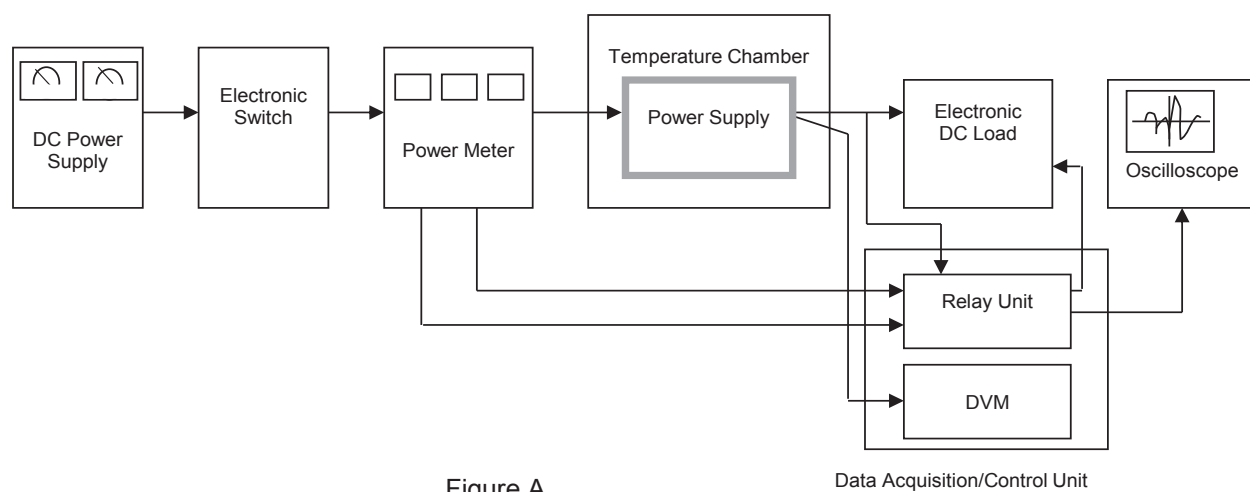 DC Power
Supply
Electronic
Switch
Power Meter
Temperature Chamber
Power Supply
Electronic
DC Load
Oscilloscope
Relay Unit
DVM
Data Acquisition/Control Unit
Figure A